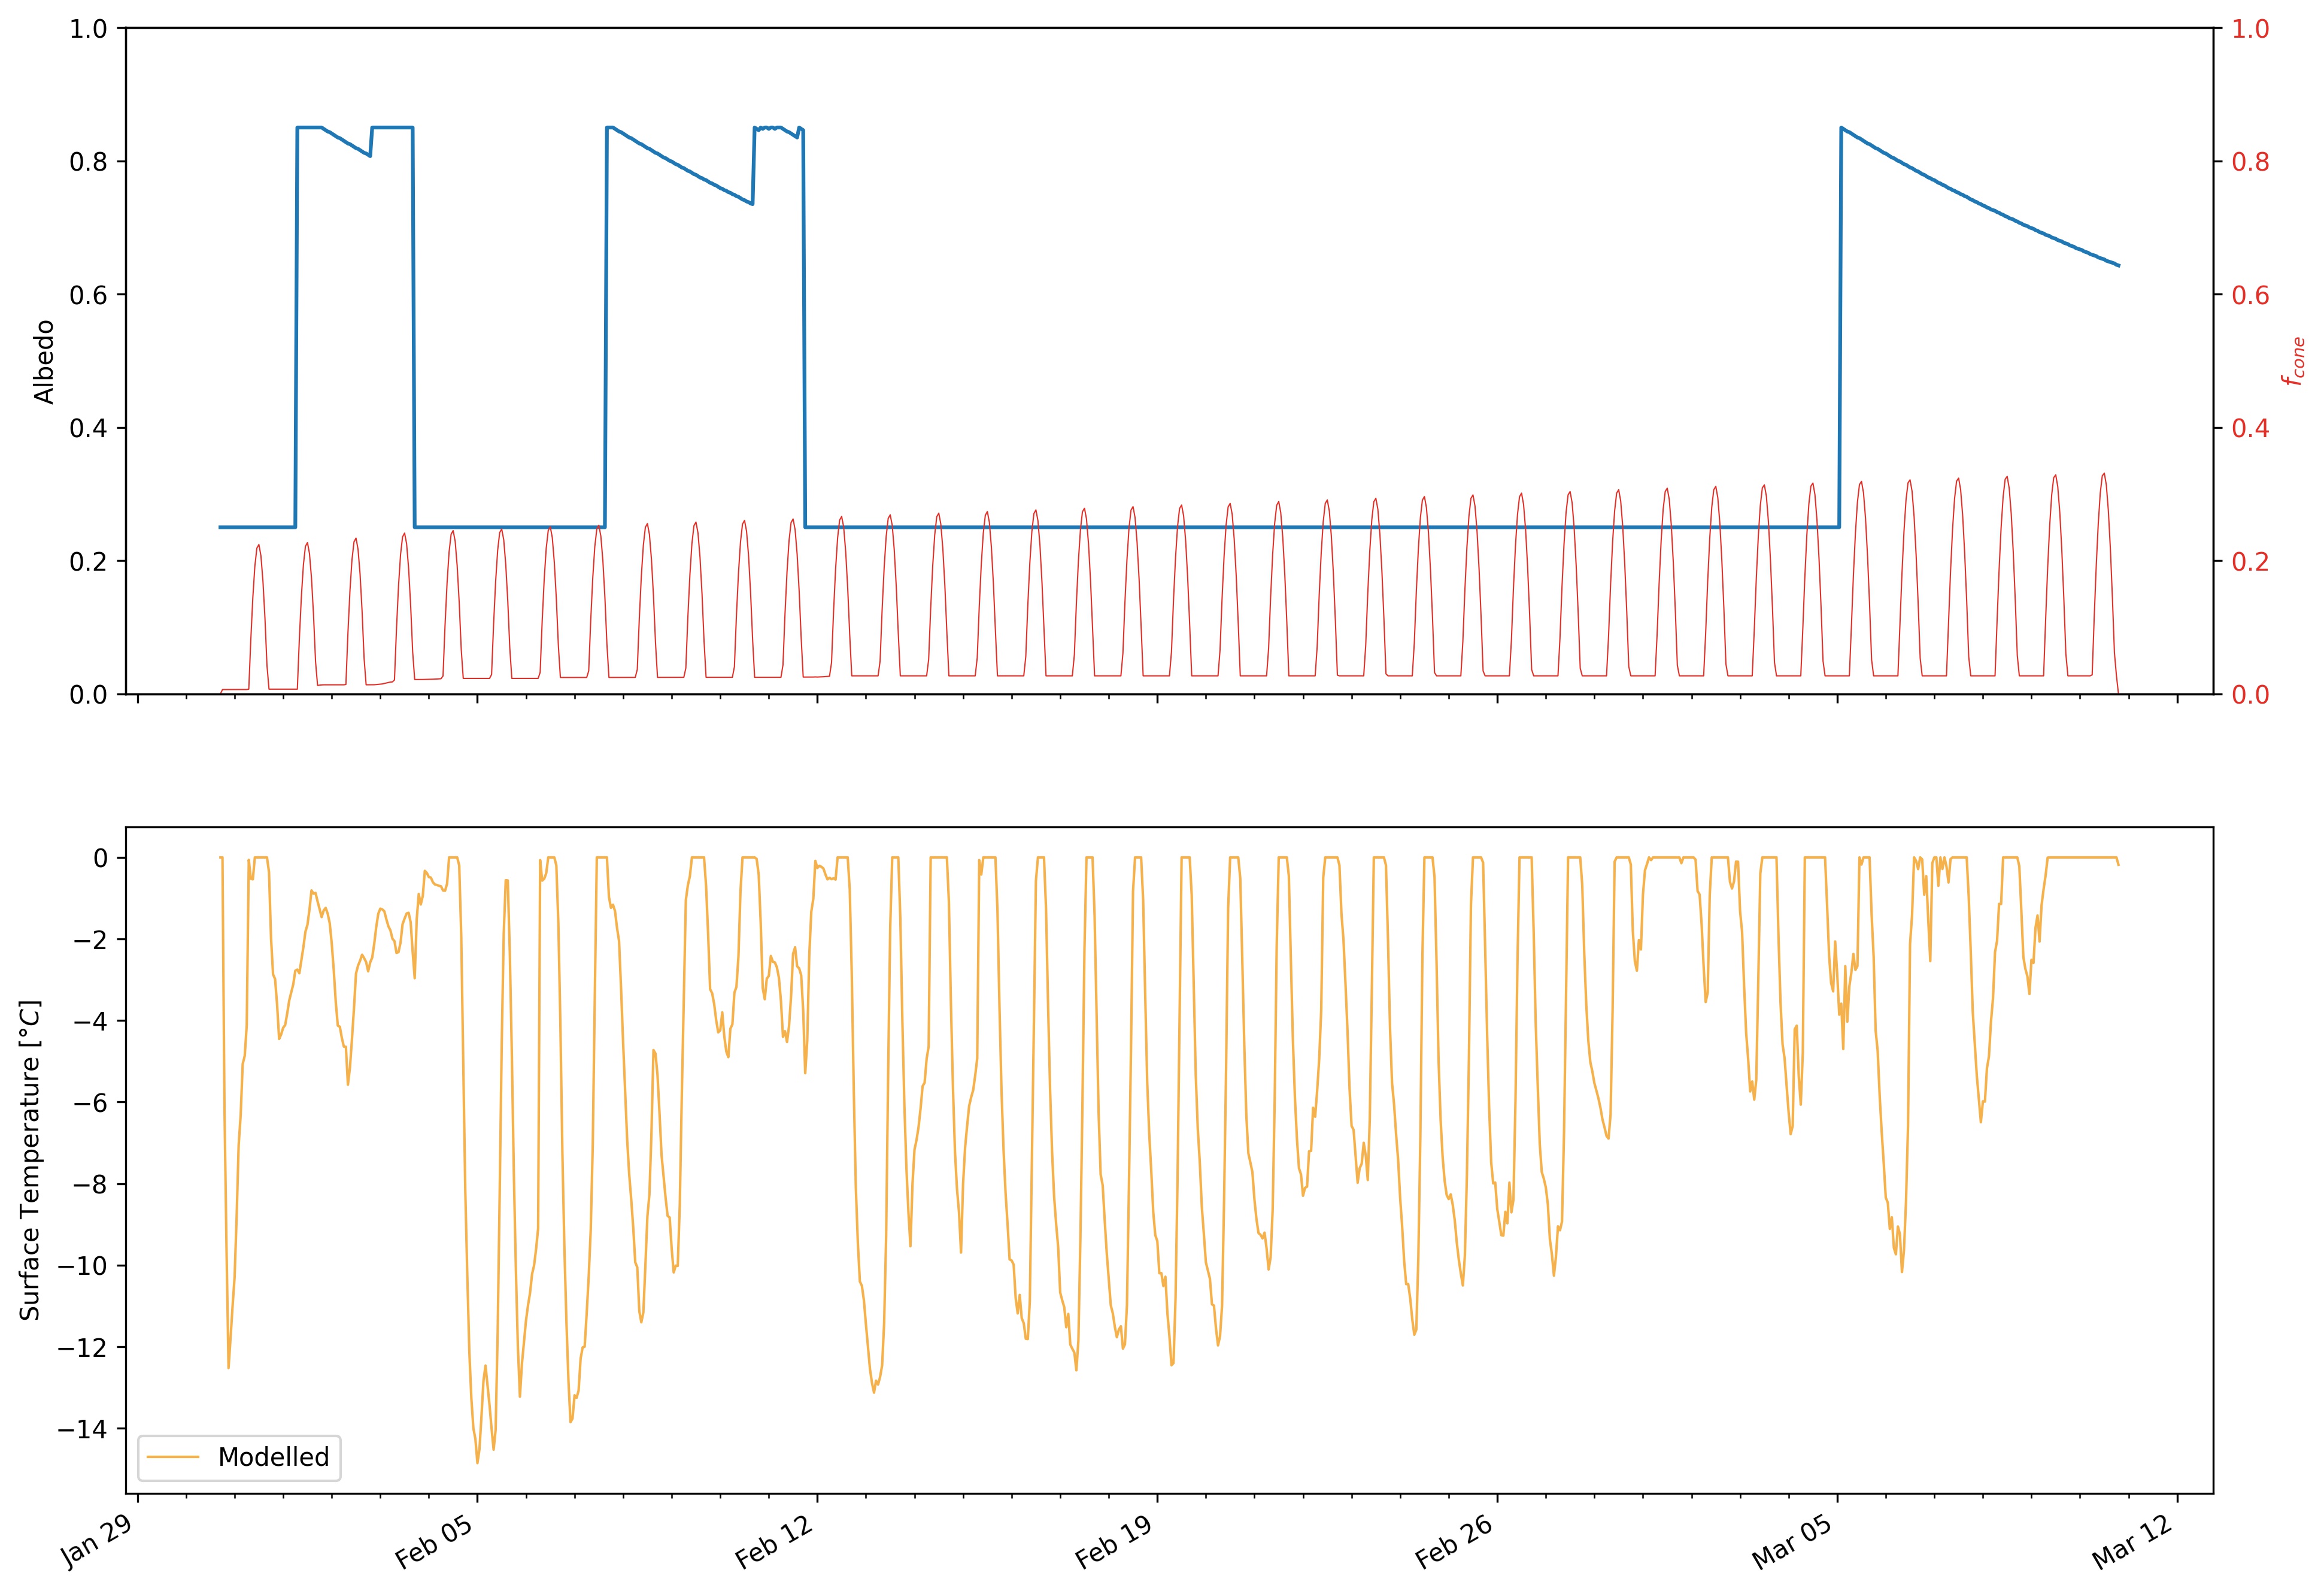 1.0
0.8
0.6
0.4
0.2
0.0
Albedo
1.0
0.8
0.6
0.4
0.2
0.0
f_cone
0
−2
−4
−6
−8
−10
−12
−14
Surface Temperature [°C]
Modelled
Jan 29
Feb 05
Feb 12
Feb 19
Feb 26
Mar 05
Mar 12